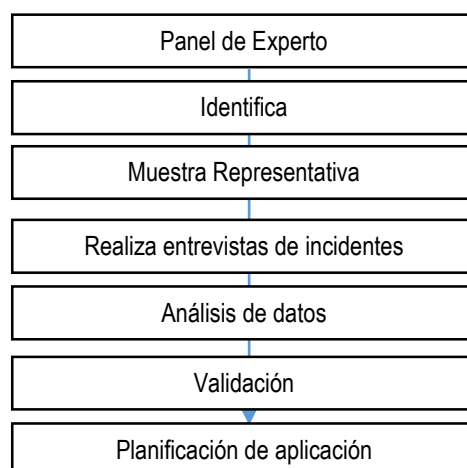 Panel de Experto
Identifica
Muestra Representativa
Realiza entrevistas de incidentes
Análisis de datos
Validación
Planificación de aplicación